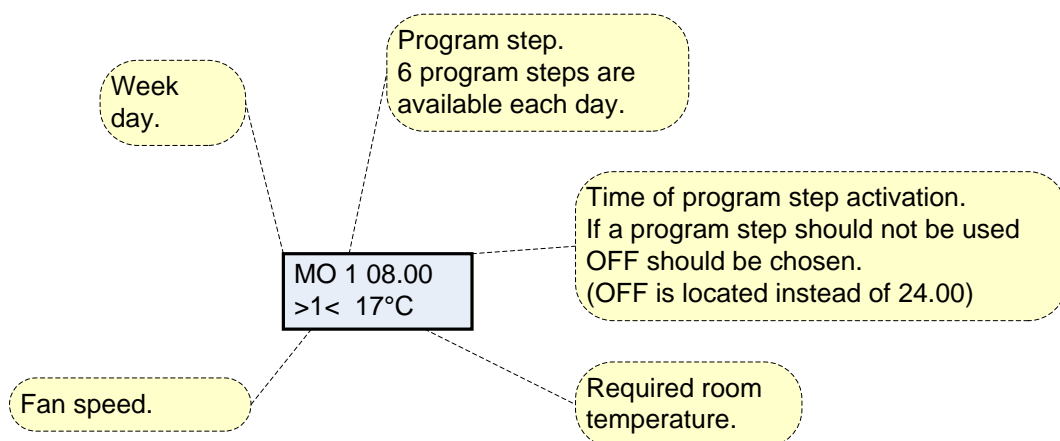 Program step.
6 program steps are
available each day.
Week
day.
Time of program step activation.
If a program step should not be used
OFF should be chosen.
(OFF is located instead of 24.00)
MO 1 08.00
>1<  17°C
Fan speed.
Required room
temperature.